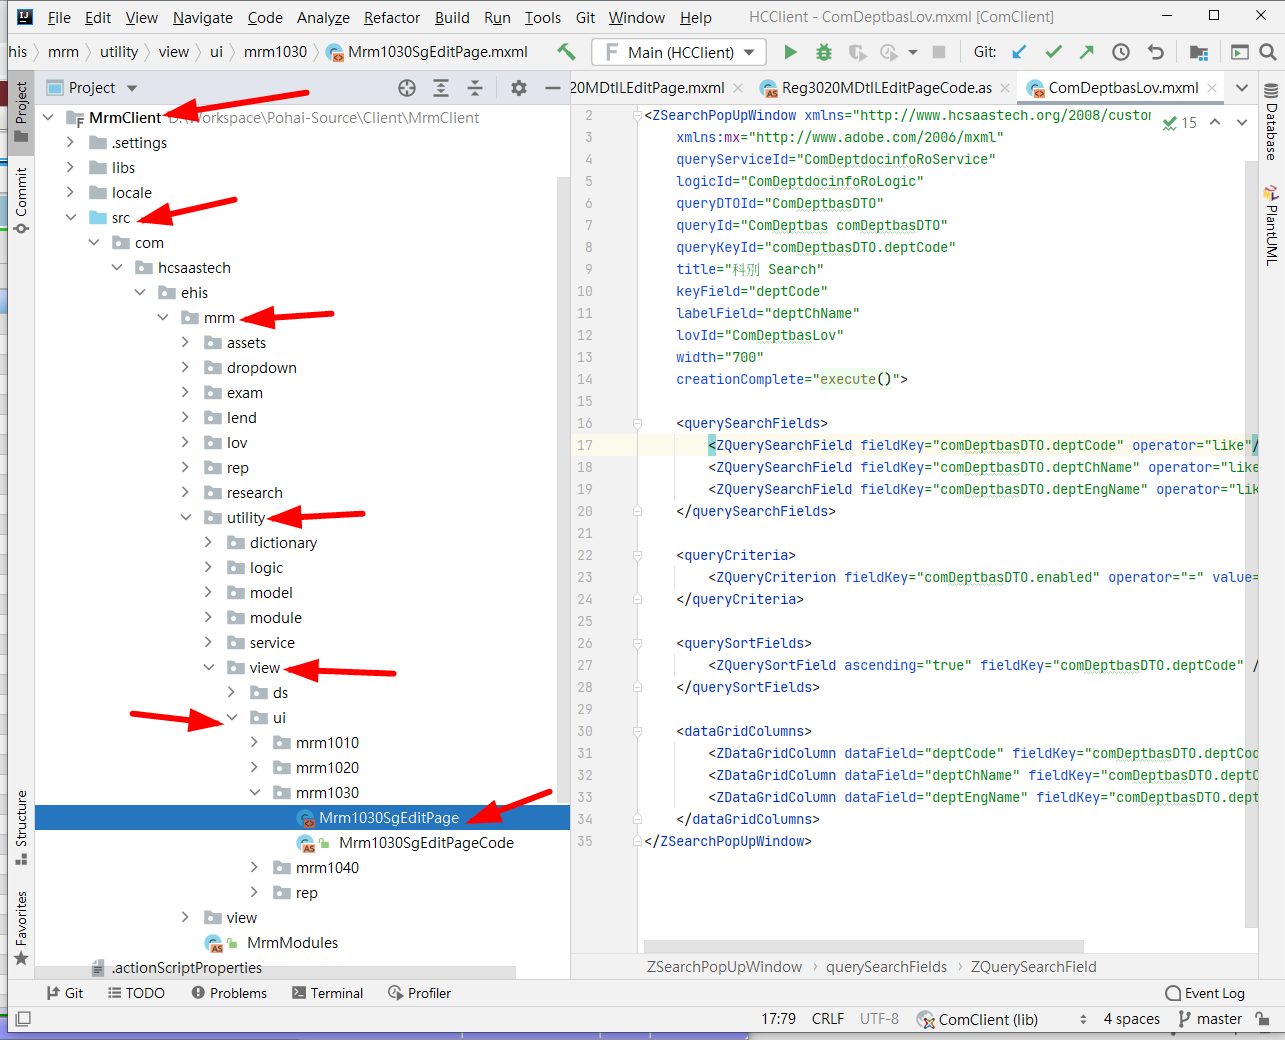 File Edit View Navigate Code Analyze Refactor Build Run Tools Git Window Help HCClient - ComDeptbasLov.mxml [ComClient]
his mrm utility view ui mrm1030 Mrm1030SgEditPage.mxml Main (HCClient) Git:
Project
20MDtlLEditPage.mxml Reg3020MDtlLEditPageCode.as ComDeptbasLov.mxml
MrmClient D:\Workspace\Pohai-Source\Client\MrmClient
.settings
libs
locale
src
com
hcsaastech
ehis
mrm
assets
dropdown
exam
lend
lov
rep
research
utility
dictionary
logic
model
module
service
view
ds
ui
mrm1010
mrm1020
mrm1030
Mrm1030SgEditPage
Mrm1030SgEditPageCode
mrm1040
rep
view
MrmModules
.actionScriptProperties
Project
Commit
Structure
Favorites
2 <ZSearchPopUpWindow xmlns="http://www.hcsaastech.org/2008/custom
15
3 xmlns:mx="http://www.adobe.com/2006/mxml"
4 queryServiceId="ComDeptdocinfoRoService"
5 logicId="ComDeptdocinfoRoLogic"
6 queryDTOId="ComDeptbasDTO"
7 queryId="ComDeptbas comDeptbasDTO"
8 queryKeyId="comDeptbasDTO.deptCode"
9 title="科別 Search"
10 keyField="deptCode"
11 labelField="deptChName"
12 lovId="ComDeptbasLov"
13 width="700"
14 creationComplete="execute()">
15
16 <querySearchFields>
17 <ZQuerySearchField fieldKey="comDeptbasDTO.deptCode" operator="like"/
18 <ZQuerySearchField fieldKey="comDeptbasDTO.deptChName" operator="like
19 <ZQuerySearchField fieldKey="comDeptbasDTO.deptEngName" operator="lik
20 </querySearchFields>
21
22 <queryCriteria>
23 <ZQueryCriterion fieldKey="comDeptbasDTO.enabled" operator="=" value=
24 </queryCriteria>
25
26 <querySortFields>
27 <ZQuerySortField ascending="true" fieldKey="comDeptbasDTO.deptCode" /
28 </querySortFields>
29
30 <dataGridColumns>
31 <ZDataGridColumn dataField="deptCode" fieldKey="comDeptbasDTO.deptCod
32 <ZDataGridColumn dataField="deptChName" fieldKey="comDeptbasDTO.deptC
33 <ZDataGridColumn dataField="deptEngName" fieldKey="comDeptbasDTO.dept
34 </dataGridColumns>
35 </ZSearchPopUpWindow>
Database
PlantUML
ZSearchPopUpWindow querySearchFields ZQuerySearchField
Git TODO Problems Terminal Profiler Event Log
17:79 CRLF UTF-8 ComClient (lib) 4 spaces master